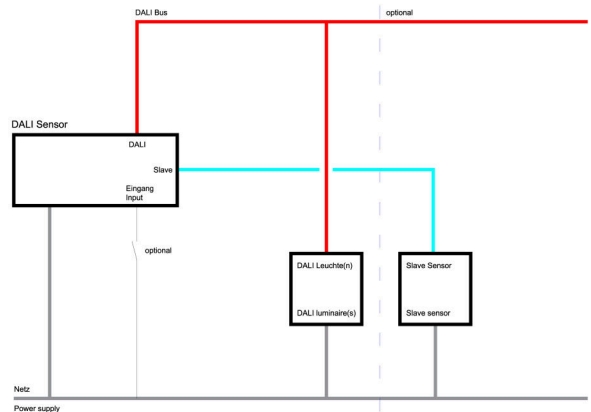 DALI Bus
optional
DALI Sensor
DALI
Slave
Eingang
Input
optional
DALI Leuchte(n)
DALI luminaire(s)
Slave Sensor
Slave sensor
Netz
Power supply